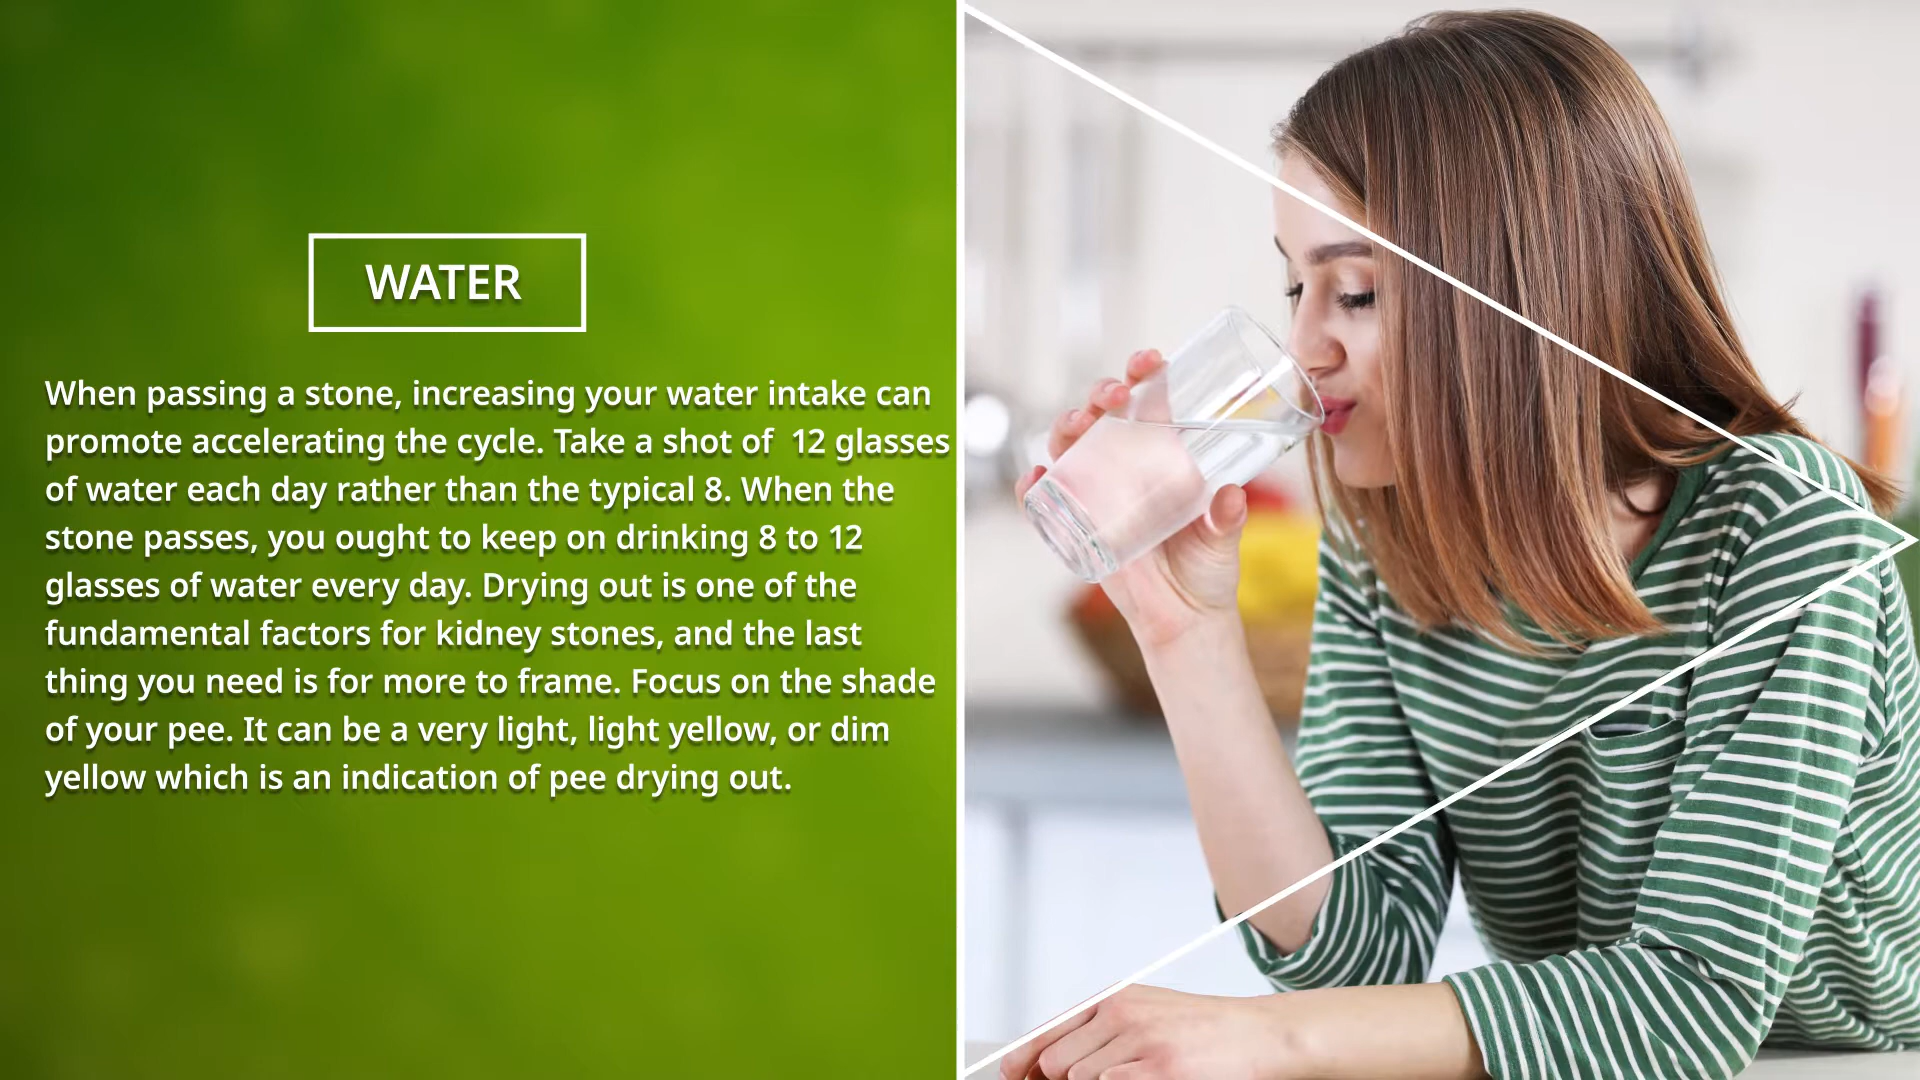 WATER
When passing a stone, increasing your water intake can
promote accelerating the cycle. Take a shot of  12 glasses
of water each day rather than the typical 8. When the
stone passes, you ought to keep on drinking 8 to 12
glasses of water every day. Drying out is one of the
fundamental factors for kidney stones, and the last
thing you need is for more to frame. Focus on the shade
of your pee. It can be a very light, light yellow, or dim
yellow which is an indication of pee drying out.